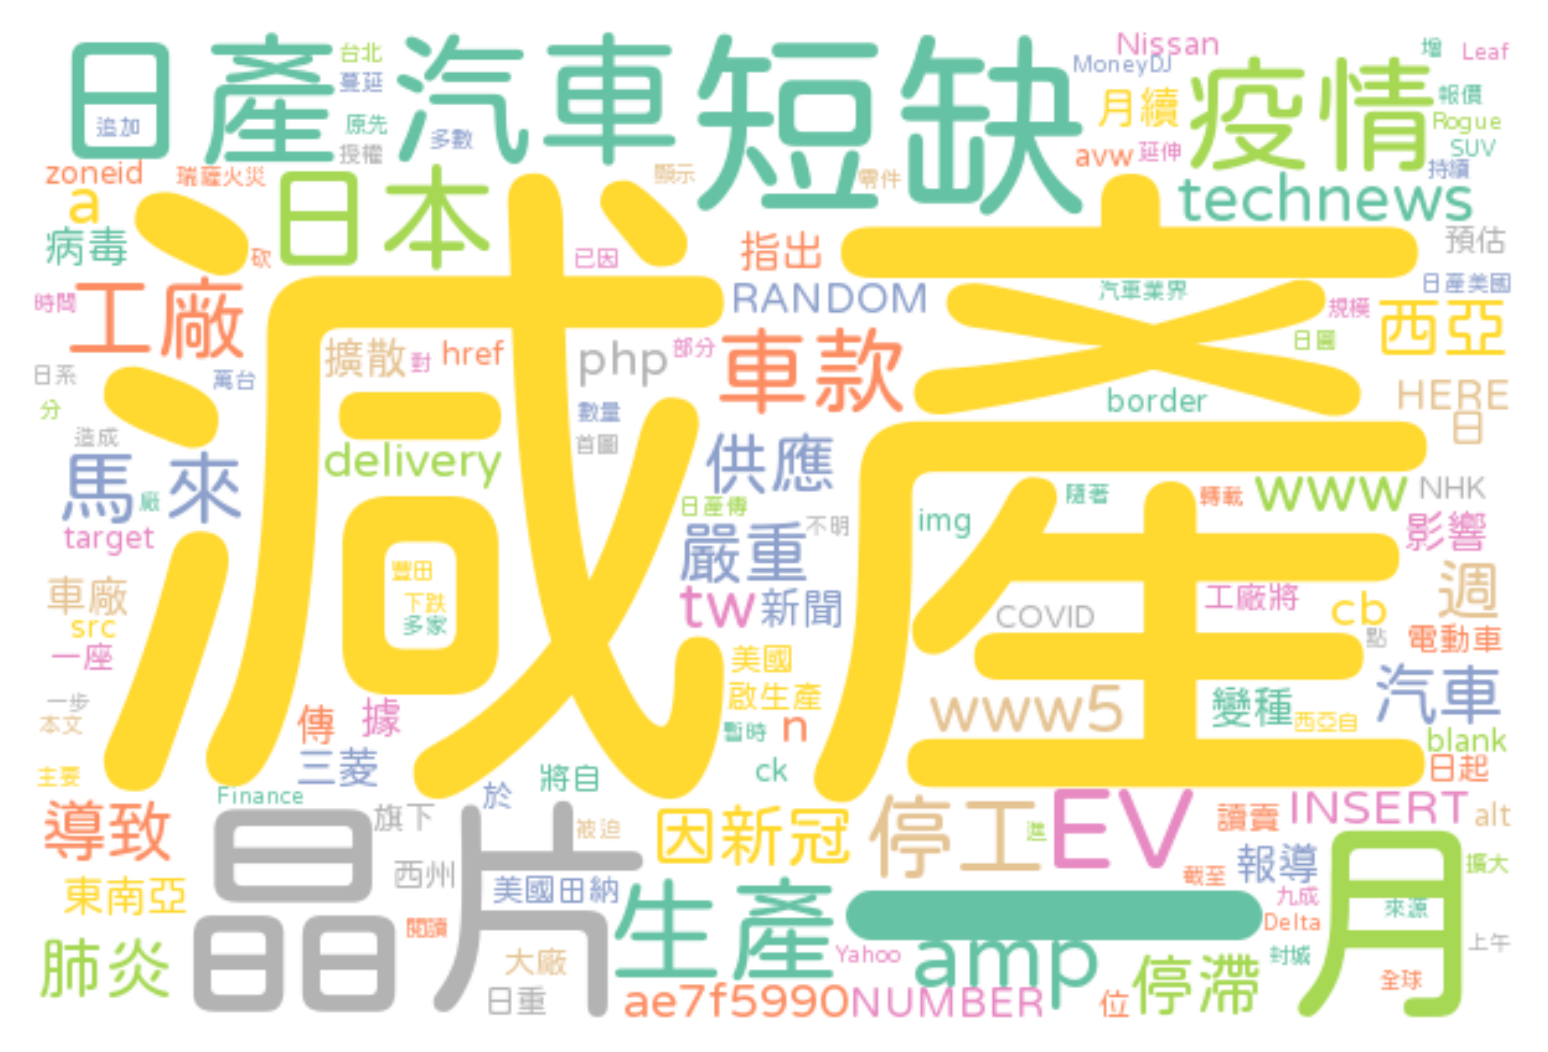 日產汽車
短缺
疫情
減產
台北
蔓延
追加
原先
授權
多數
Nissan
MoneyDJ
增
Leaf
月續
報價
Rogue
SUV
持續
avw
延伸
zoneid
瑞薩火災
顯示
零件
a
日本
technews
病毒
砍
已因
指出
預估
時間
工廠
RANDOM
汽車業界
日產美國
規模
西亞
日圓
擴散
對
href
php
部分
車款
日系
萬台
分
數量
border
HERE
日
造成
首圖
馬來
廠
delivery
供應
target
日產傳
不明
隨著
轉載
www
NHK
img
影響
嚴重
車廠
豐田
下跌
多家
tw
新聞
COVID
工廠將
cb
週
src
一座
點
電動車
美國
啟生產
一步
本文
傳
據
暫時
n
www5
變種
西亞自
汽車
三菱
ck
blank
主要
Finance
於
將自
日起
導致
晶片
旗下
被迫
因新冠
停工
進
EV
讀賣
INSERT
alt
西州
美國田納
報導
截至
月
擴大
東南亞
閱讀
生產
一
九成
Delta
來源
肺炎
大廠
Yahoo
amp
封城
上午
日重
ae7f5990
NUMBER
位
停滯
全球